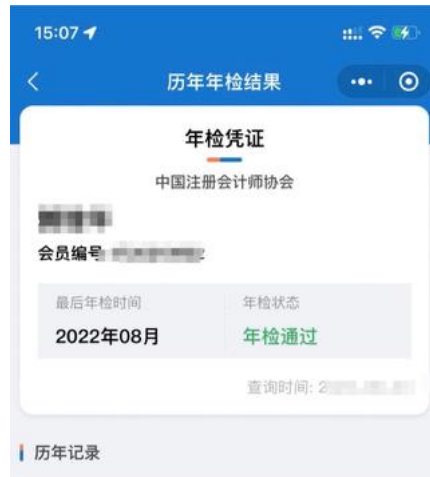 15:07
历年年检结果
年检凭证
中国注册会计师协会
会员编号
最后年检时间 年检状态
2022年08月 年检通过
查询时间: 2
历年记录